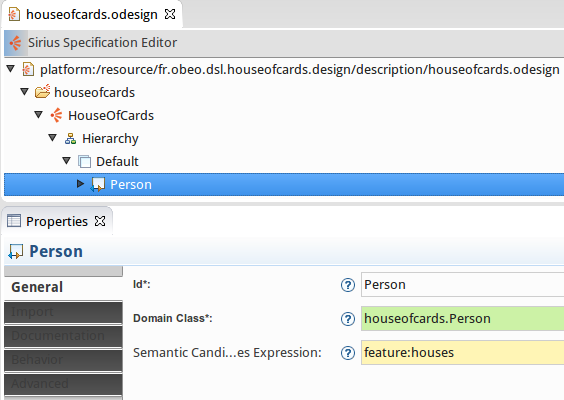 houseofcards.odesign
Sirius Specification Editor
platform:/resource/fr.obeo.dsl.houseofcards.design/description/houseofcards.odesign
houseofcards
HouseOfCards
Hierarchy
Default
Person
Properties
Person
General
Id*: Person
Import
Domain Class*: houseofcards.Person
Documentation
Semantic Candi...es Expression: feature:houses
Behavior
Advanced